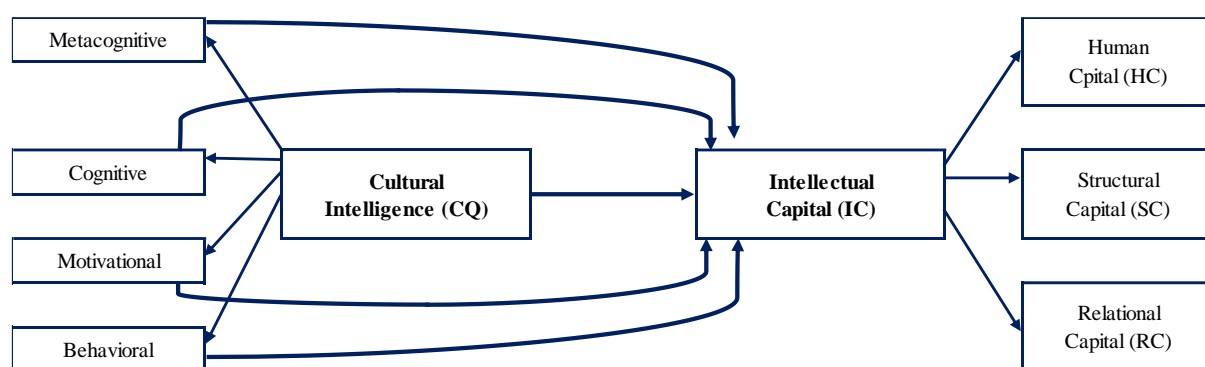 Metacognitive
Cognitive
Motivational
Behavioral
Cultural
Intelligence (CQ)
Intellectual
Capital (IC)
Human
Cpital (HC)
Structural
Capital (SC)
Relational
Capital (RC)